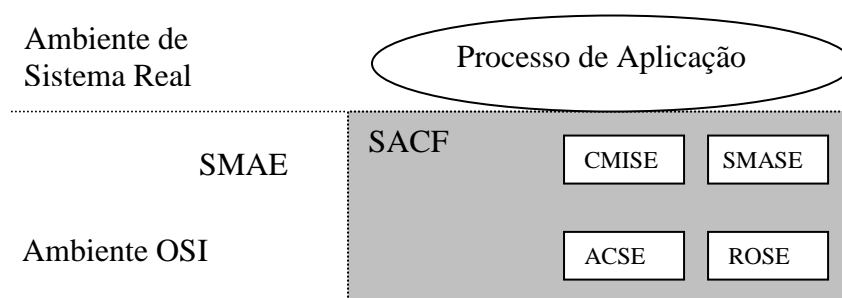 Ambiente de
Sistema Real
Processo de Aplicação
SMAE
SACF
CMISE
SMASE
Ambiente OSI
ACSE
ROSE